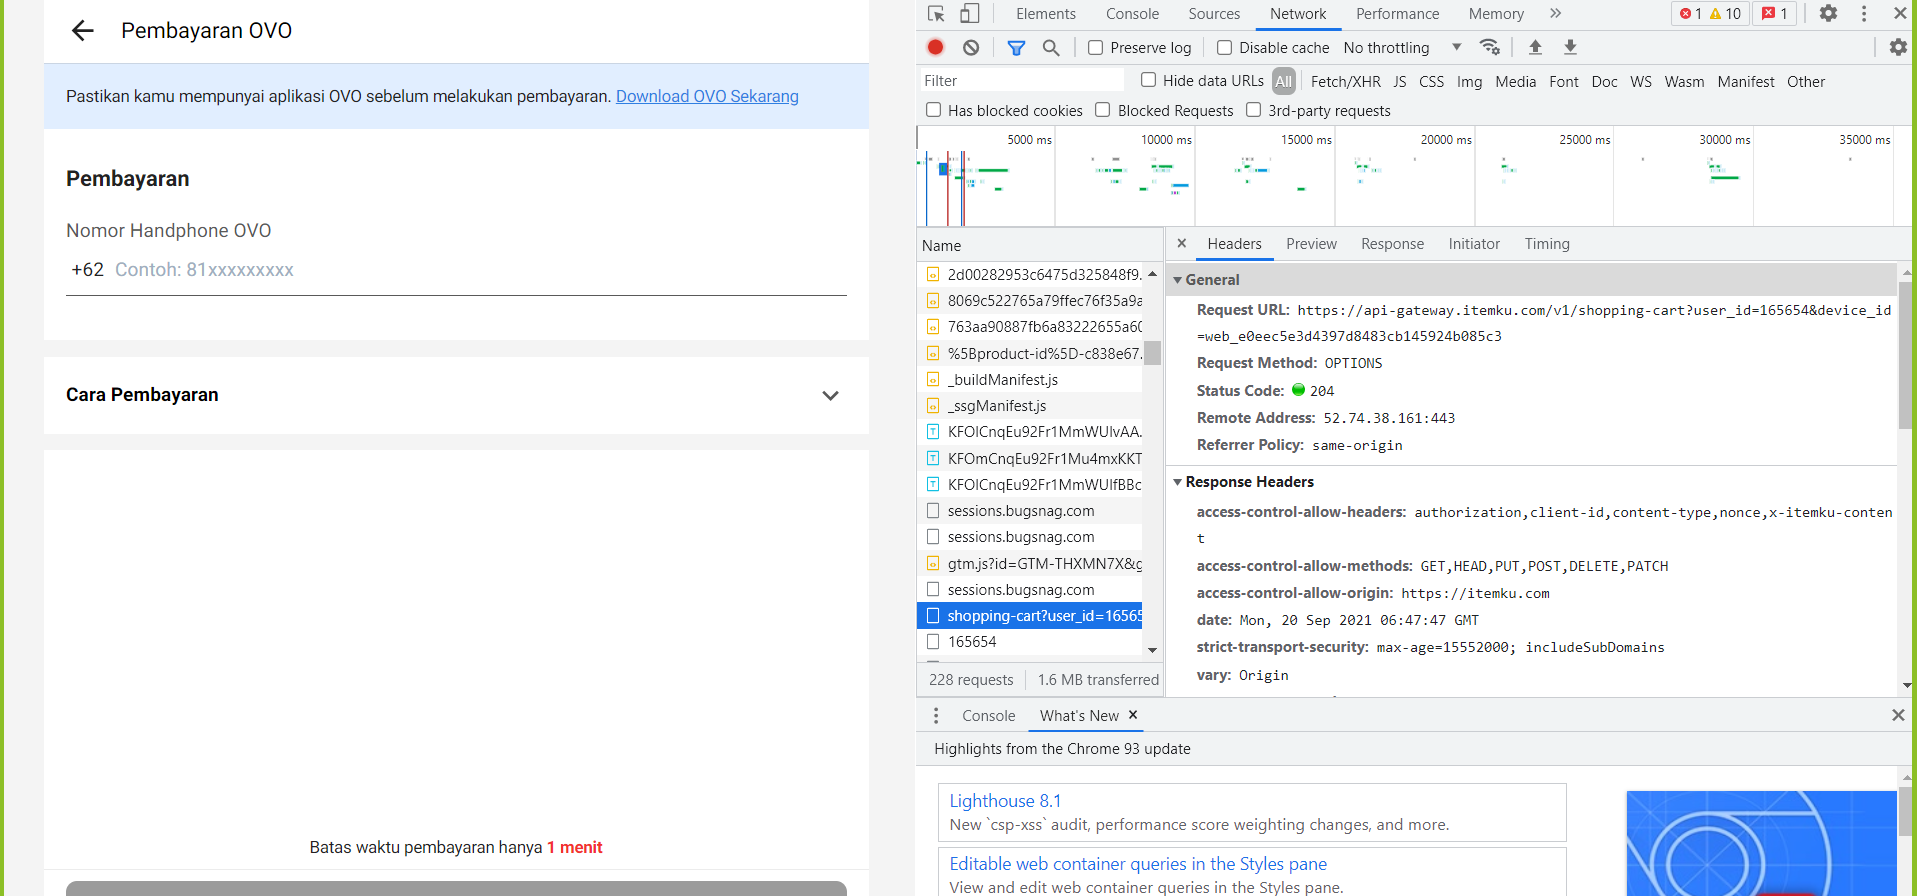 Pembayaran OVO
Pastikan kamu mempunyai aplikasi OVO sebelum melakukan pembayaran. Download OVO Sekarang
Pembayaran
Nomor Handphone OVO
+62 Contoh: 81xxxxxxxxx
Cara Pembayaran
Batas waktu pembayaran hanya 1 menit
Elements Console Sources Network Performance Memory » 1 10 1
Preserve log Disable cache No throttling
Filter Hide data URLs All Fetch/XHR JS CSS Img Media Font Doc WS Wasm Manifest Other
Has blocked cookies Blocked Requests 3rd-party requests
5000 ms 10000 ms 15000 ms 20000 ms 25000 ms 30000 ms 35000 ms
Name
2d00282953c6475d325848f9.
8069c522765a79ffec76f35a9a
763aa90887fb6a83222655a60
%5Bproduct-id%5D-c838e67.
_buildManifest.js
_ssgManifest.js
KFOlCnqEu92Fr1MmWUlvAA.
KFOmCnqEu92Fr1Mu4mxKKT
KFOlCnqEu92Fr1MmWUlfBBc
sessions.bugsnag.com
sessions.bugsnag.com
gtm.js?id=GTM-THXMN7X&g
sessions.bugsnag.com
shopping-cart?user_id=16565
165654
228 requests 1.6 MB transferred
Headers Preview Response Initiator Timing
General
Request URL: https://api-gateway.itemku.com/v1/shopping-cart?user_id=165654&device_id
=web_e0eec5e3d4397d8483cb145924b085c3
Request Method: OPTIONS
Status Code: 204
Remote Address: 52.74.38.161:443
Referrer Policy: same-origin
Response Headers
access-control-allow-headers: authorization,client-id,content-type,nonce,x-itemku-conten
t
access-control-allow-methods: GET,HEAD,PUT,POST,DELETE,PATCH
access-control-allow-origin: https://itemku.com
date: Mon, 20 Sep 2021 06:47:47 GMT
strict-transport-security: max-age=15552000; includeSubDomains
vary: Origin
Console What's New
Highlights from the Chrome 93 update
Lighthouse 8.1
New `csp-xss` audit, performance score weighting changes, and more.
Editable web container queries in the Styles pane
View and edit web container queries in the Styles pane.